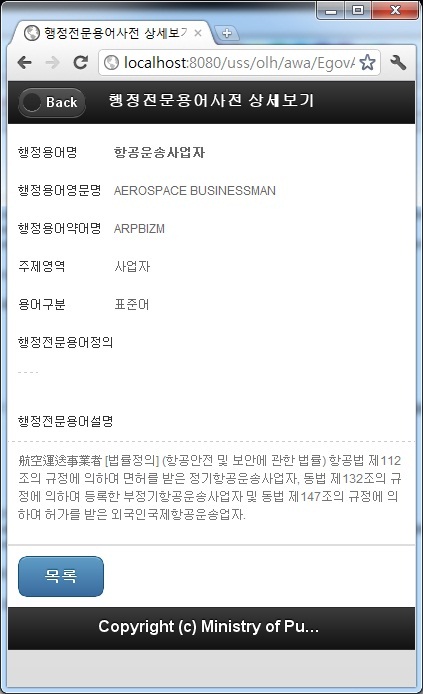 행정전문용어사전 상세보기
localhost:8080/uss/olh/awa/EgovA
Back
행정전문용어사전 상세보기
행정용어명 항공운송사업자
행정용어영문명 AEROSPACE BUSINESSMAN
행정용어약어명 ARPBIZM
주제영역 사업자
용어구분 표준어
행정전문용어정의
----
행정전문용어설명
航空運送事業者 [법률정의] (항공안전 및 보안에 관한 법률) 항공법 제112
조의 규정에 의하여 면허를 받은 정기항공운송사업자, 동법 제132조의 규
정에 의하여 등록한 부정기항공운송사업자 및 동법 제147조의 규정에 의
하여 허가를 받은 외국인국제항공운송업자.
목록
Copyright (c) Ministry of Pu...